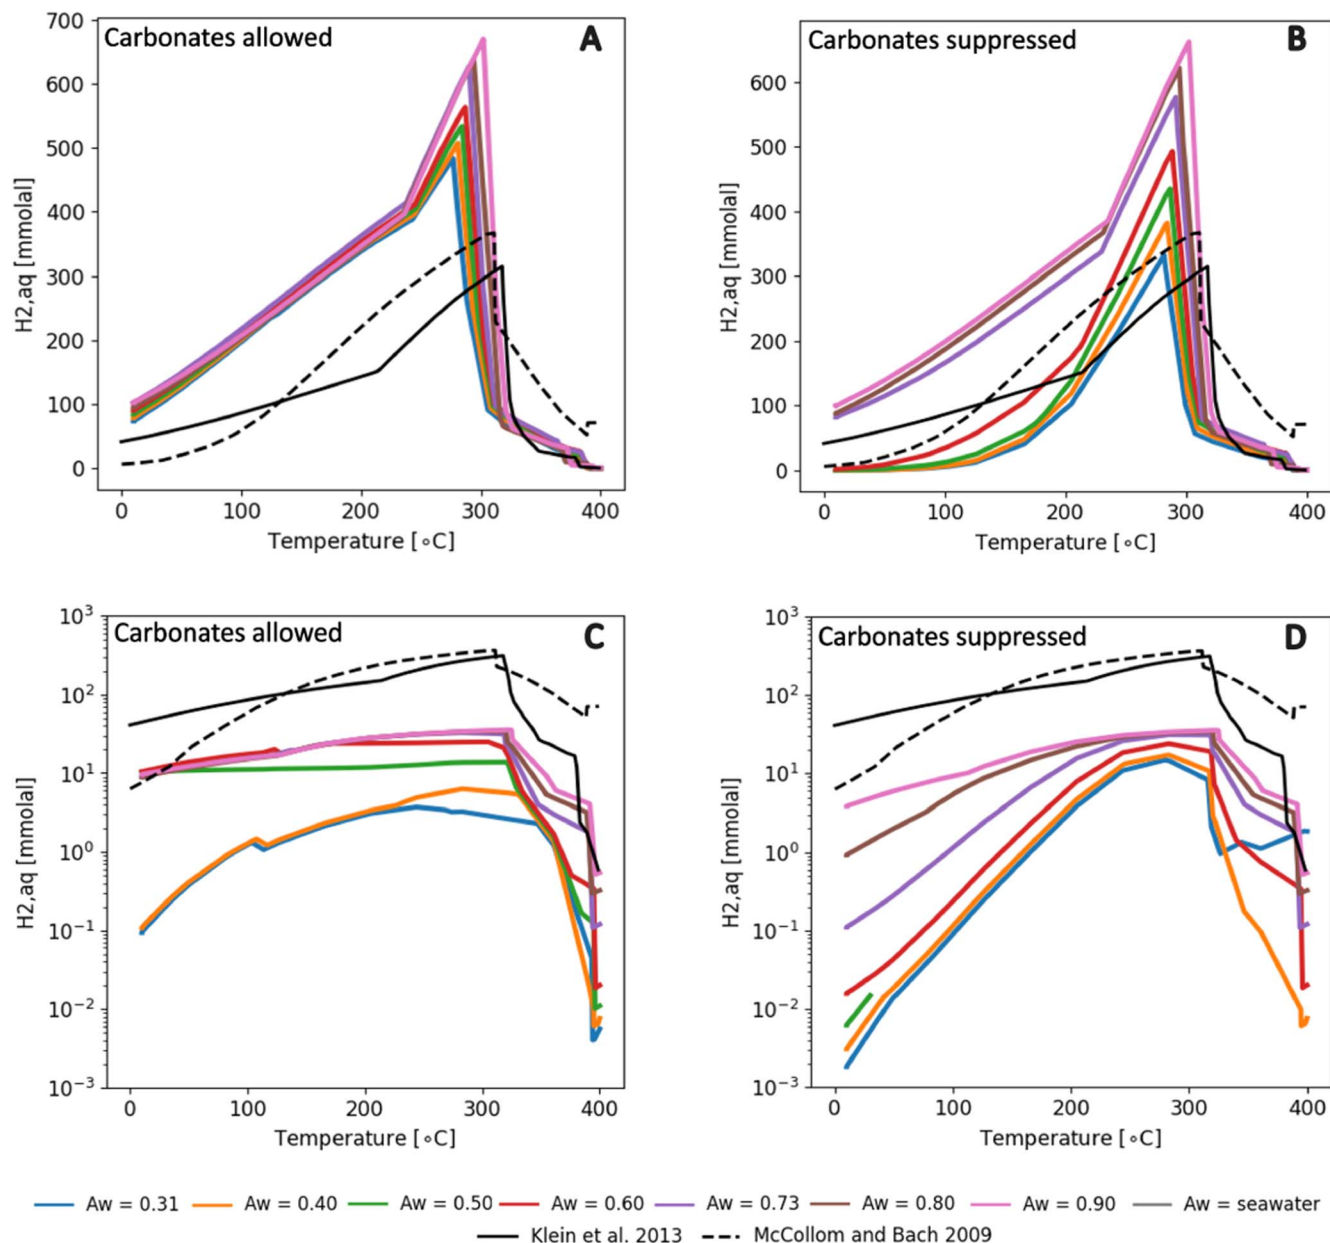 Carbonates allowed
A
700
600
500
400
300
200
100
0
H2,aq [mmolal]
0 100 200 300 400
Temperature [∘C]
Carbonates suppressed
B
600
500
400
300
200
100
0
H2,aq [mmolal]
0 100 200 300 400
Temperature [∘C]
Carbonates allowed
C
10³
10²
10¹
10⁰
10⁻¹
10⁻²
10⁻³
H2,aq [mmolal]
0 100 200 300 400
Temperature [∘C]
Carbonates suppressed
D
10³
10²
10¹
10⁰
10⁻¹
10⁻²
10⁻³
H2,aq [mmolal]
0 100 200 300 400
Temperature [∘C]
Aw = 0.31 Aw = 0.40 Aw = 0.50 Aw = 0.60 Aw = 0.73 Aw = 0.80 Aw = 0.90 Aw = seawater
Klein et al. 2013 McCollom and Bach 2009